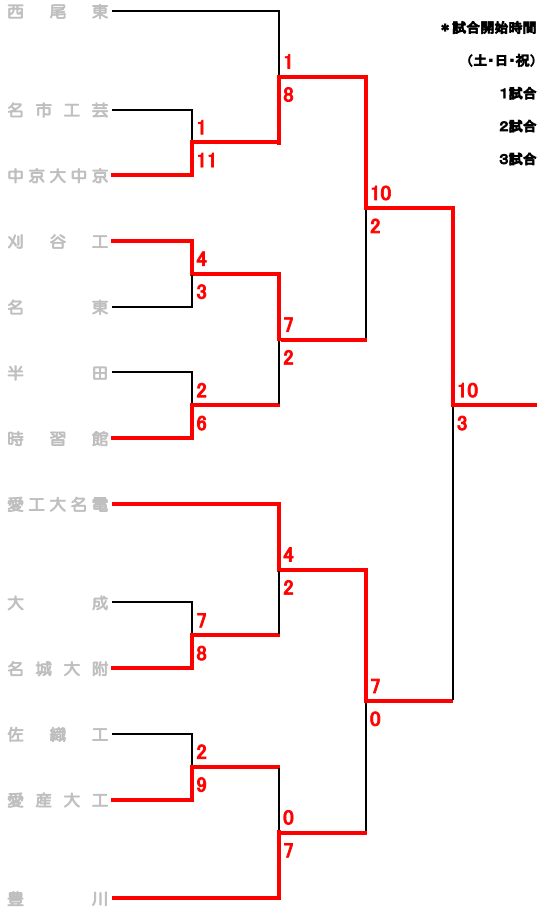 西尾東
*試合開始時間
(土・日・祝)
1
8
1試合
名市工芸
1
11
2試合
3試合
中京大中京
10
2
刈谷工
4
3
名東
7
2
半田
2
6
10
3
時習館
愛工大名電
4
2
大成
7
8
名城大附
7
0
佐織工
2
9
愛産大工
0
7
豊川